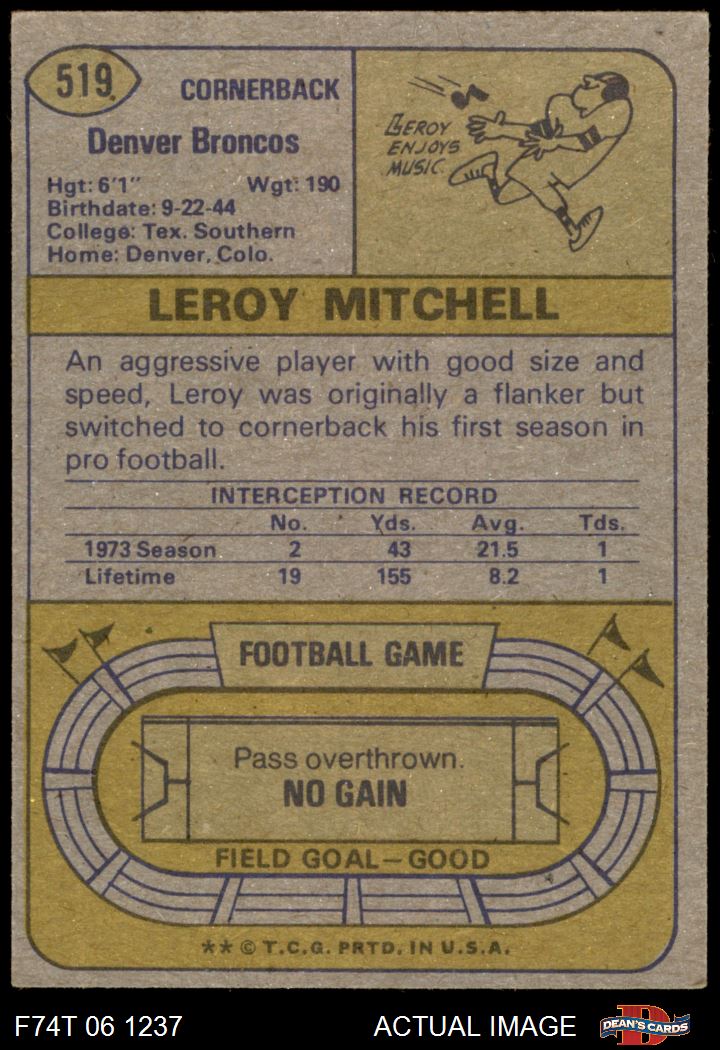 519
CORNERBACK
Denver Broncos
Hgt: 6'1" Wgt: 190
Birthdate: 9-22-44
College: Tex. Southern
Home: Denver, Colo.
LEROY
ENJOYS
MUSIC.
LEROY MITCHELL
An aggressive player with good size and
speed, Leroy was originally a flanker but
switched to cornerback his first season in
pro football.
INTERCEPTION RECORD
No. Yds. Avg. Tds.
1973 Season 2 43 21.5 1
Lifetime 19 155 8.2 1
FOOTBALL GAME
Pass overthrown.
NO GAIN
FIELD GOAL—GOOD
** © T.C.G. PRTD. IN U.S.A.
F74T 06 1237 ACTUAL IMAGE
DEAN'S CARDS